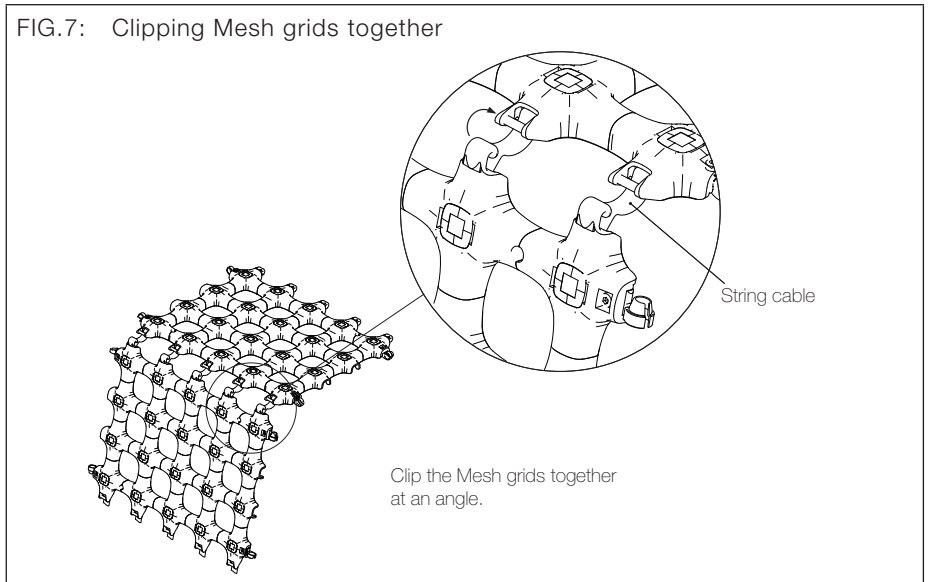 FIG.7: Clipping Mesh grids together
String cable
Clip the Mesh grids together
at an angle.